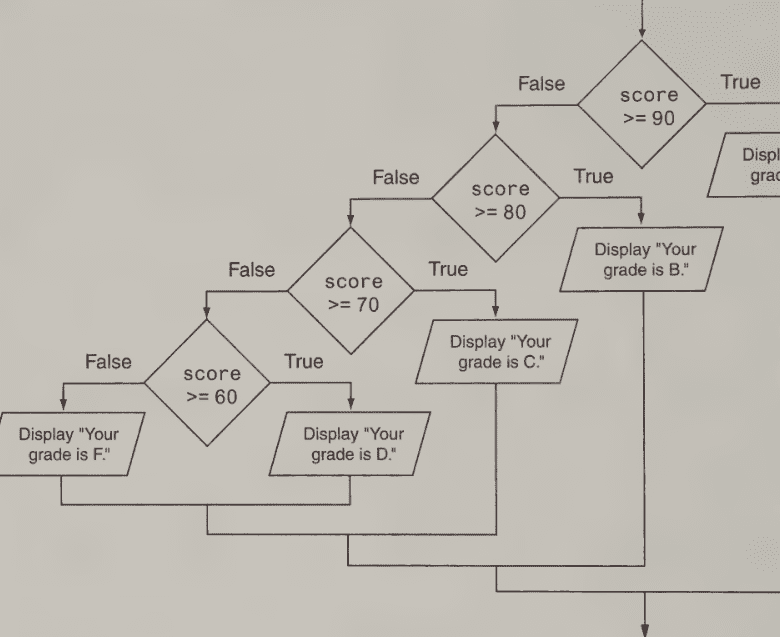 False
True
score
>= 90
False
True
score
>= 80
False
True
score
>= 70
Display "Your
grade is B."
False
True
score
>= 60
Display "Your
grade is C."
Display "Your
grade is F."
Display "Your
grade is D."